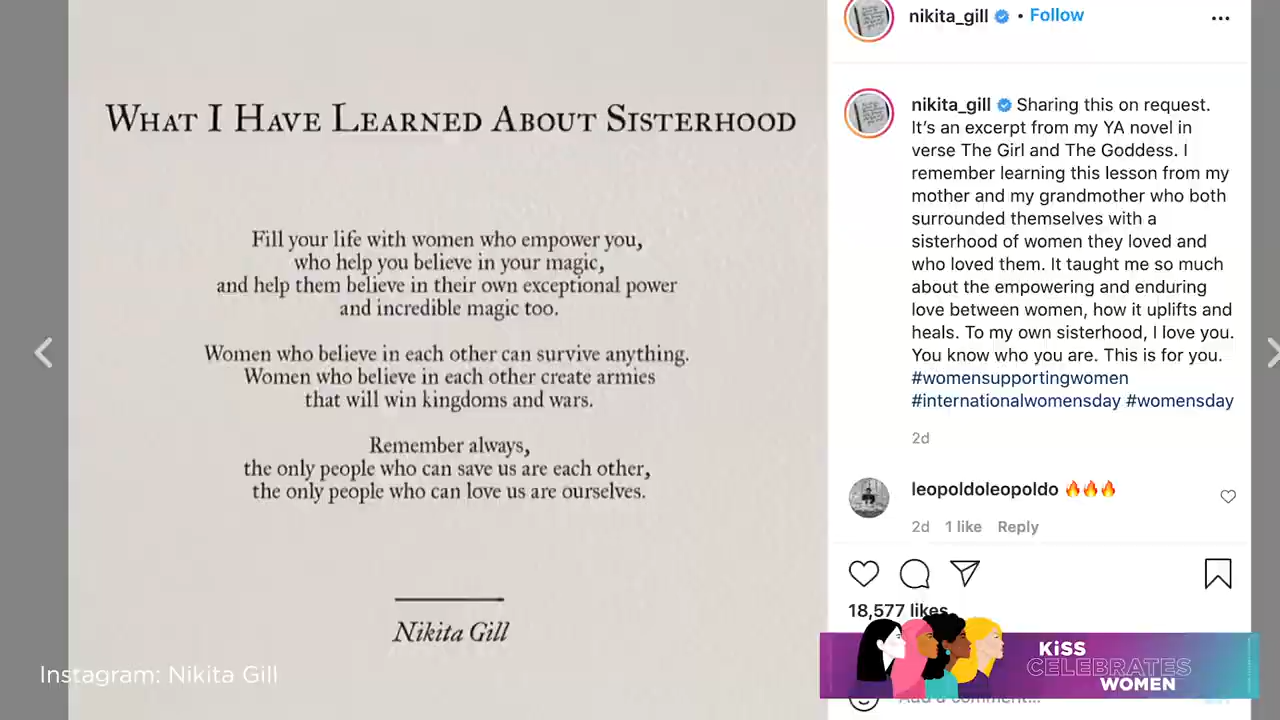 WHAT I HAVE LEARNED ABOUT SISTERHOOD
Fill your life with women who empower you,
who help you believe in your magic,
and help them believe in their own exceptional power
and incredible magic too.
Women who believe in each other can survive anything.
Women who believe in each other create armies
that will win kingdoms and wars.
Remember always,
the only people who can save us are each other,
the only people who can love us are ourselves.
Nikita Gill
Instagram: Nikita Gill
nikita_gill • Follow
nikita_gill Sharing this on request.
It's an excerpt from my YA novel in
verse The Girl and The Goddess. I
remember learning this lesson from my
mother and my grandmother who both
surrounded themselves with a
sisterhood of women they loved and
who loved them. It taught me so much
about the empowering and enduring
love between women, how it uplifts and
heals. To my own sisterhood, I love you.
You know who you are. This is for you.
#womensupportingwomen
#internationalwomensday #womensday
2d
leopoldoleopoldo 🔥🔥🔥
2d 1 like Reply
18,577 likes
KiSS
CELEBRATES
WOMEN
Add a comment...